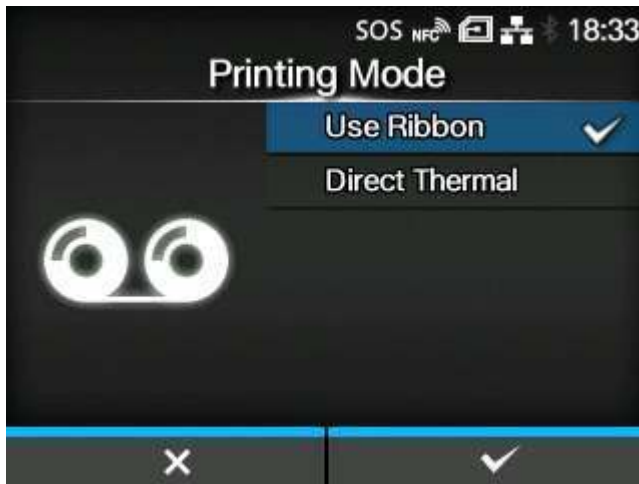 SOS NFC 18:33
Printing Mode
Use Ribbon
Direct Thermal